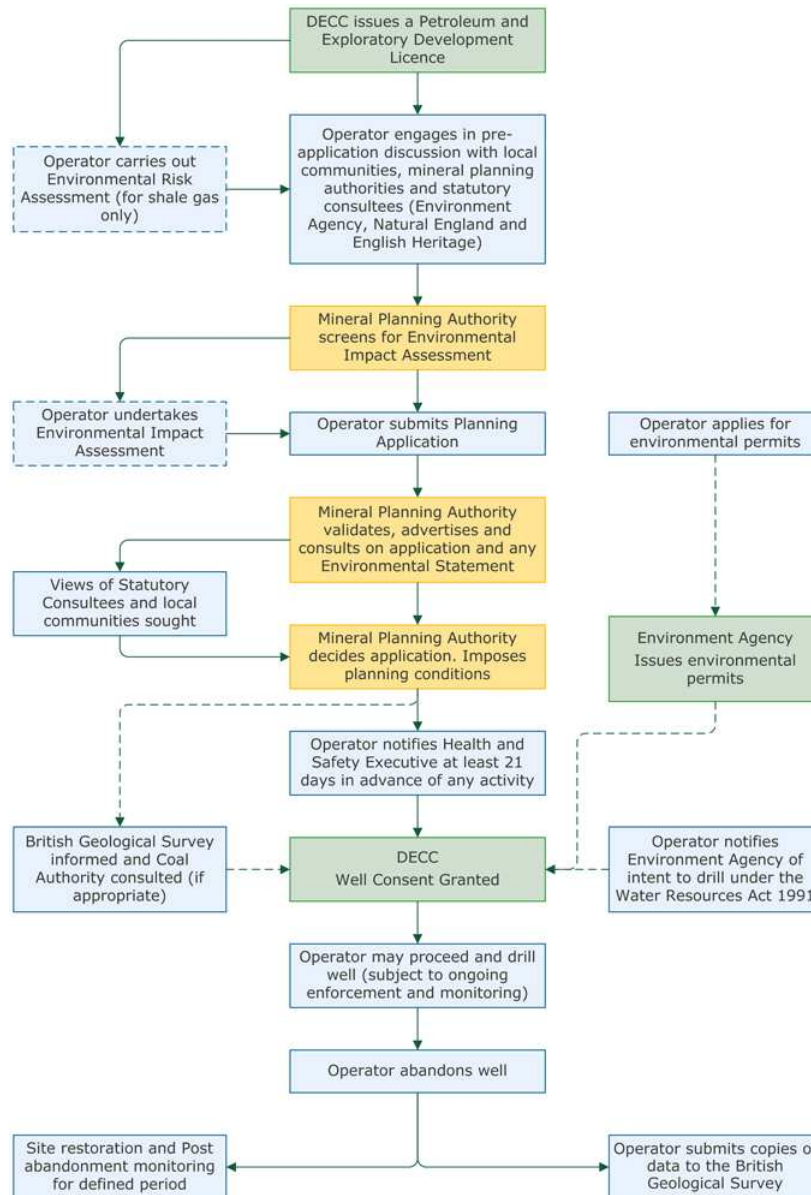 DECC issues a Petroleum and
Exploratory Development
Licence
Operator carries out
Environmental Risk
Assessment (for shale gas
only)
Operator engages in pre-
application discussion with local
communities, mineral planning
authorities and statutory
consultees (Environment
Agency, Natural England and
English Heritage)
Mineral Planning Authority
screens for Environmental
Impact Assessment
Operator undertakes
Environmental Impact
Assessment
Operator submits Planning
Application
Operator applies for
environmental permits
Mineral Planning Authority
validates, advertises and
consults on application and any
Environmental Statement
Views of Statutory
Consultees and local
communities sought
Mineral Planning Authority
decides application. Imposes
planning conditions
Environment Agency
Issues environmental
permits
Operator notifies Health and
Safety Executive at least 21
days in advance of any activity
British Geological Survey
informed and Coal
Authority consulted (if
appropriate)
DECC
Well Consent Granted
Operator notifies
Environment Agency of
intent to drill under the
Water Resources Act 1991
Operator may proceed and drill
well (subject to ongoing
enforcement and monitoring)
Operator abandons well
Site restoration and Post
abandonment monitoring
for defined period
Operator submits copies o
data to the British
Geological Survey